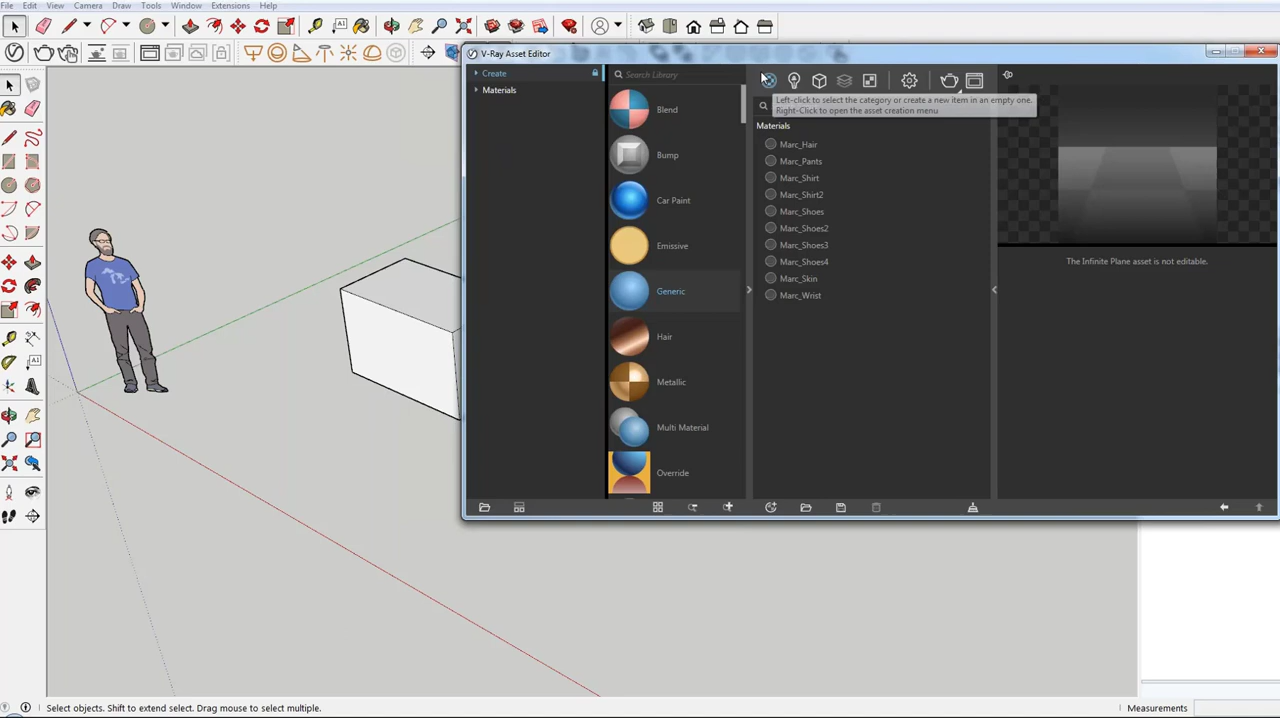 File Edit View Camera Draw Tools Window Extensions Help
V-Ray Asset Editor
Create
Materials
Search Library
Blend
Bump
Car Paint
Emissive
Generic
Hair
Metallic
Multi Material
Override
Left-click to select the category or create a new item in an empty one.
Right-Click to open the asset creation menu
Materials
Marc_Hair
Marc_Pants
Marc_Shirt
Marc_Shirt2
Marc_Shoes
Marc_Shoes2
Marc_Shoes3
Marc_Shoes4
Marc_Skin
Marc_Wrist
The Infinite Plane asset is not editable.
Select objects. Shift to extend select. Drag mouse to select multiple.
Measurements